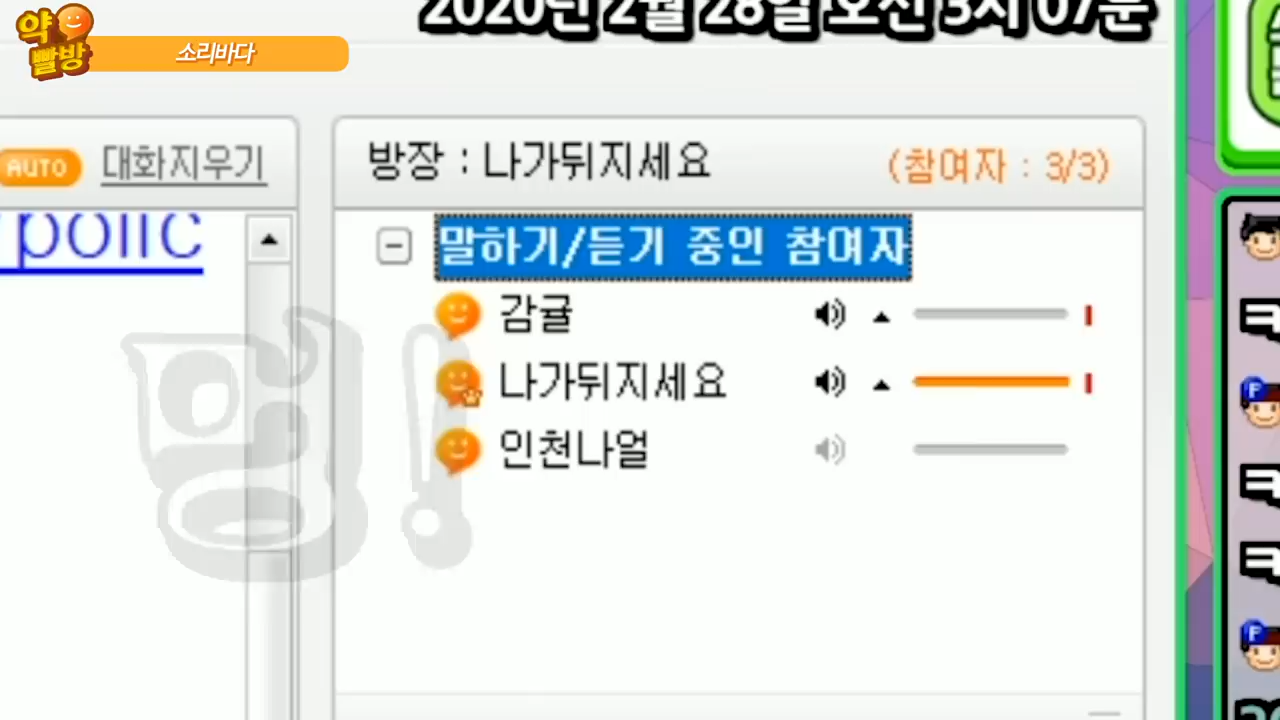 약빨방
소리바다
2020년 2월 28일 오전 3시 07분
AUTO 대화지우기
방장 : 나가뒤지세요 (참여자 : 3/3)
말하기/듣기 중인 참여자
감귤
나가뒤지세요
인천나얼